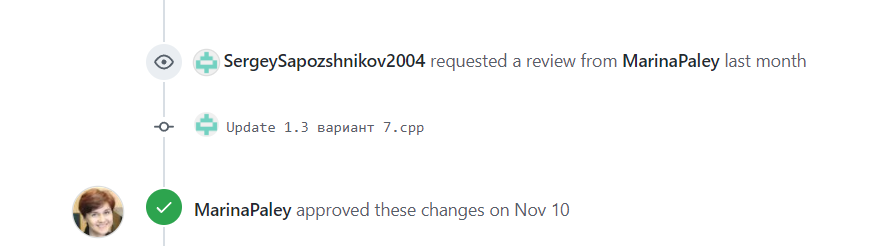 SergeySapozshnikov2004 requested a review from MarinaPaley last month
Update 1.3 вариант 7.cpp
MarinaPaley approved these changes on Nov 10